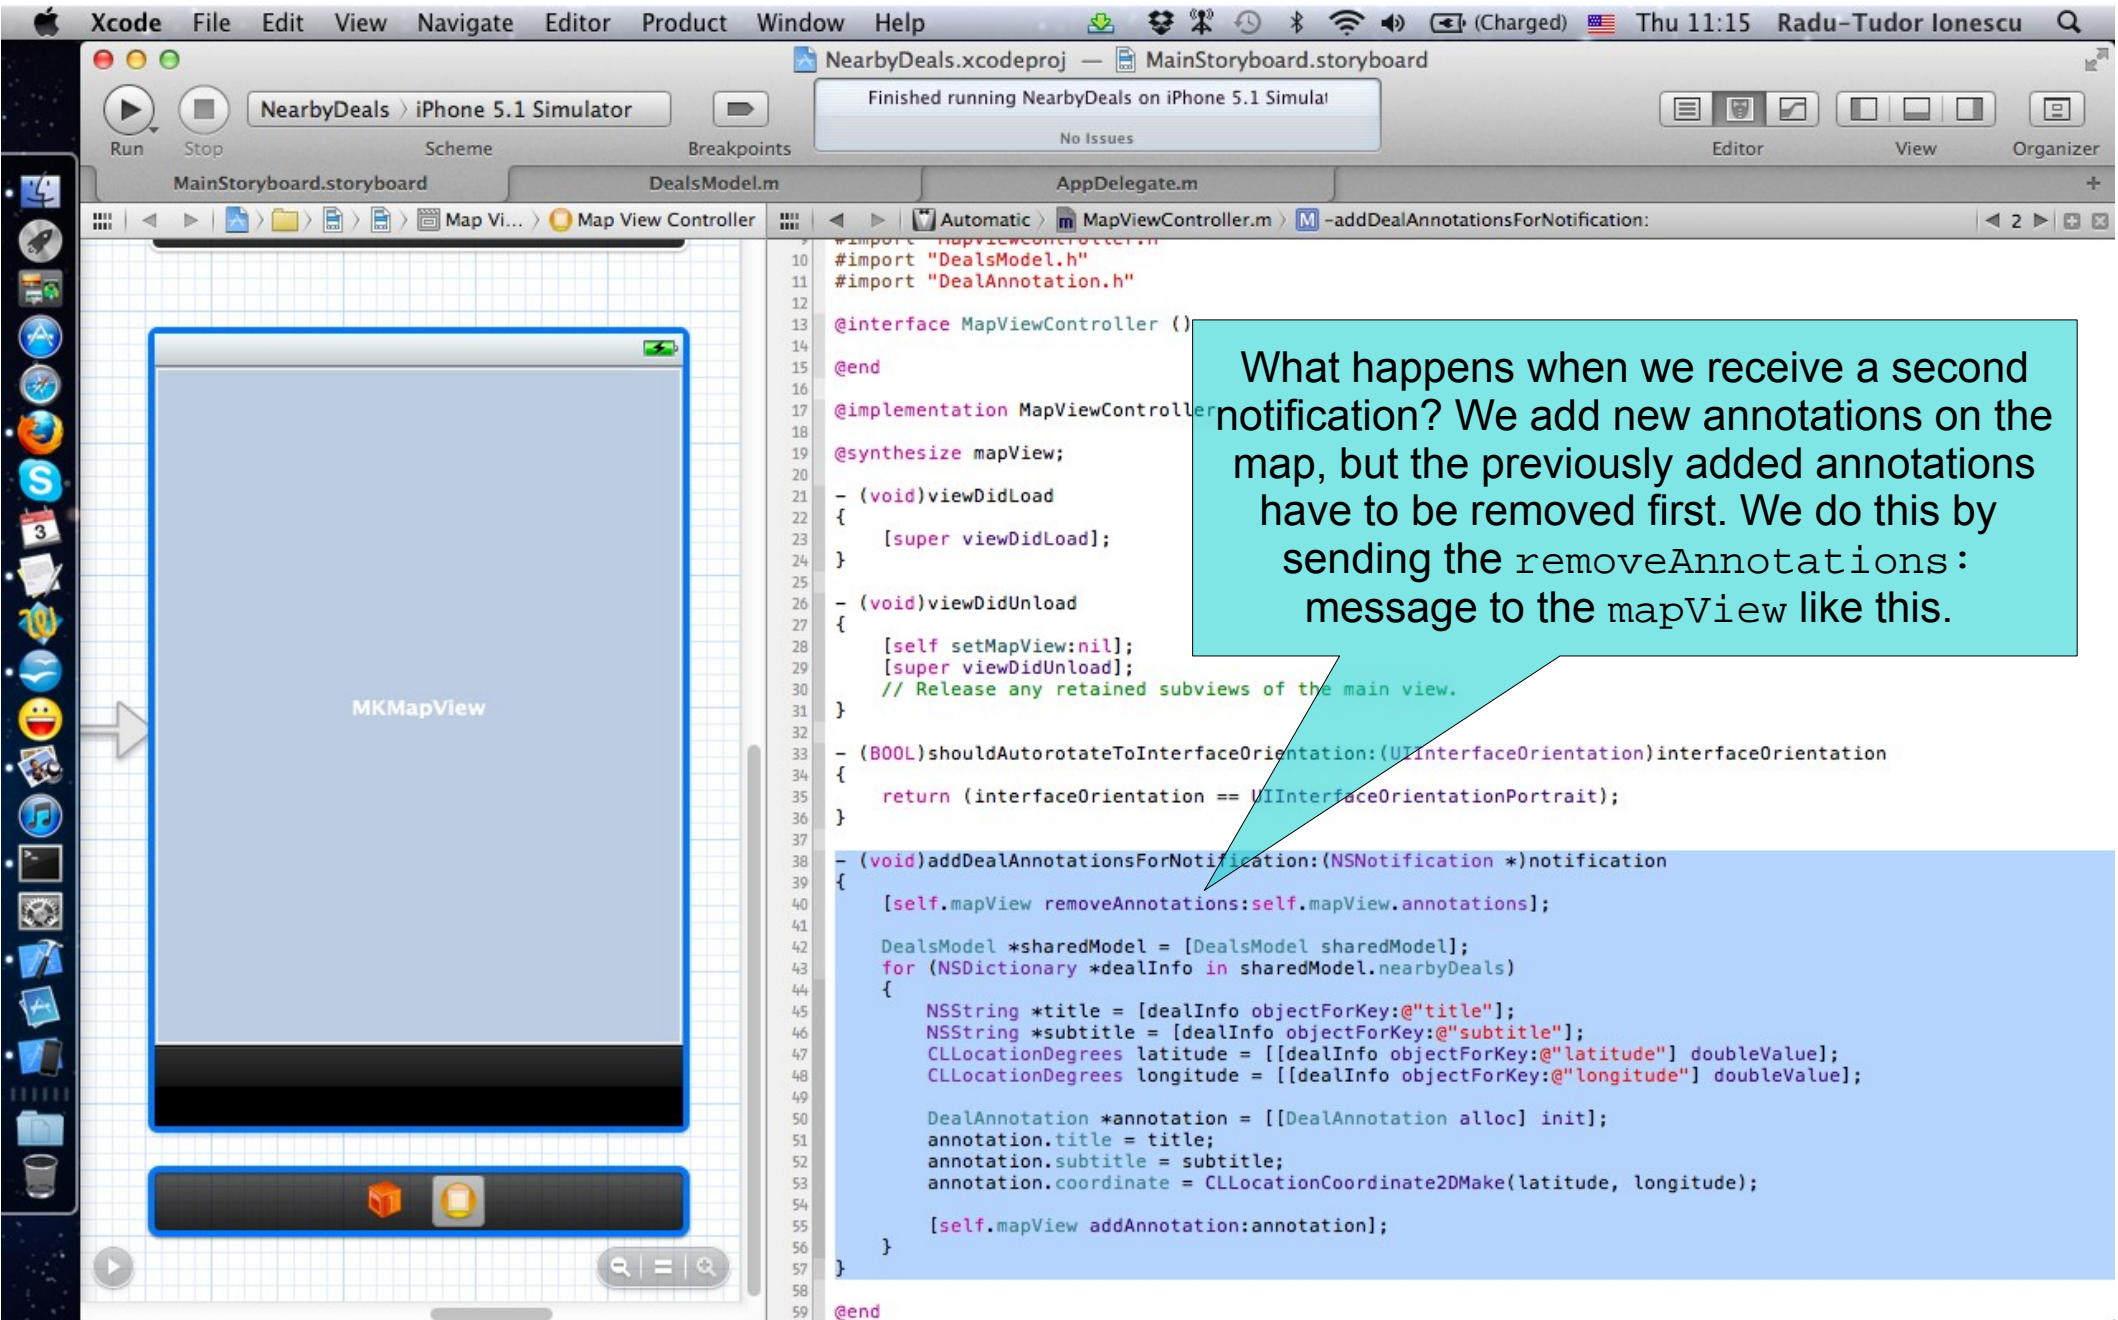 Xcode File Edit View Navigate Editor Product Window Help (Charged) Thu 11:15 Radu-Tudor Ionescu
NearbyDeals.xcodeproj — MainStoryboard.storyboard
NearbyDeals iPhone 5.1 Simulator
Finished running NearbyDeals on iPhone 5.1 Simulat
No Issues
Run Stop Scheme Breakpoints Editor View Organizer
MainStoryboard.storyboard DealsModel.m AppDelegate.m +
Map Vi... Map View Controller
Automatic MapViewController.m M -addDealAnnotationsForNotification: 2
MKMapView
3
9 #import "MapViewController.h"
10 #import "DealsModel.h"
11 #import "DealAnnotation.h"
12
13 @interface MapViewController ()
14
15 @end
16
17 @implementation MapViewController
18
19 @synthesize mapView;
20
21 - (void)viewDidLoad
22 {
23 [super viewDidLoad];
24 }
25
26 - (void)viewDidUnload
27 {
28 [self setMapView:nil];
29 [super viewDidUnload];
30 // Release any retained subviews of the main view.
31 }
32
33 - (BOOL)shouldAutorotateToInterfaceOrientation:(UIInterfaceOrientation)interfaceOrientation
34 {
35 return (interfaceOrientation == UIInterfaceOrientationPortrait);
36 }
37
38 - (void)addDealAnnotationsForNotification:(NSNotification *)notification
39 {
40 [self.mapView removeAnnotations:self.mapView.annotations];
41
42 DealsModel *sharedModel = [DealsModel sharedModel];
43 for (NSDictionary *dealInfo in sharedModel.nearbyDeals)
44 {
45 NSString *title = [dealInfo objectForKey:@"title"];
46 NSString *subtitle = [dealInfo objectForKey:@"subtitle"];
47 CLLocationDegrees latitude = [[dealInfo objectForKey:@"latitude"] doubleValue];
48 CLLocationDegrees longitude = [[dealInfo objectForKey:@"longitude"] doubleValue];
49
50 DealAnnotation *annotation = [[DealAnnotation alloc] init];
51 annotation.title = title;
52 annotation.subtitle = subtitle;
53 annotation.coordinate = CLLocationCoordinate2DMake(latitude, longitude);
54
55 [self.mapView addAnnotation:annotation];
56 }
57 }
58
59 @end
What happens when we receive a second
notification? We add new annotations on the
map, but the previously added annotations
have to be removed first. We do this by
sending the removeAnnotations:
message to the mapView like this.